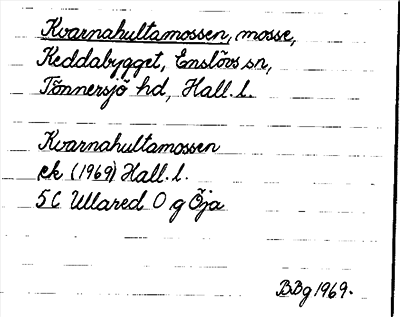 Kvarnahultamossen, mosse,
Keddabygget, Enslövs sn,
Tönnersjö hd, Hall. l.
Kvarnahultamossen
ek (1969) Hall. l.
5C Ullared O g Öja
BBg 1969.